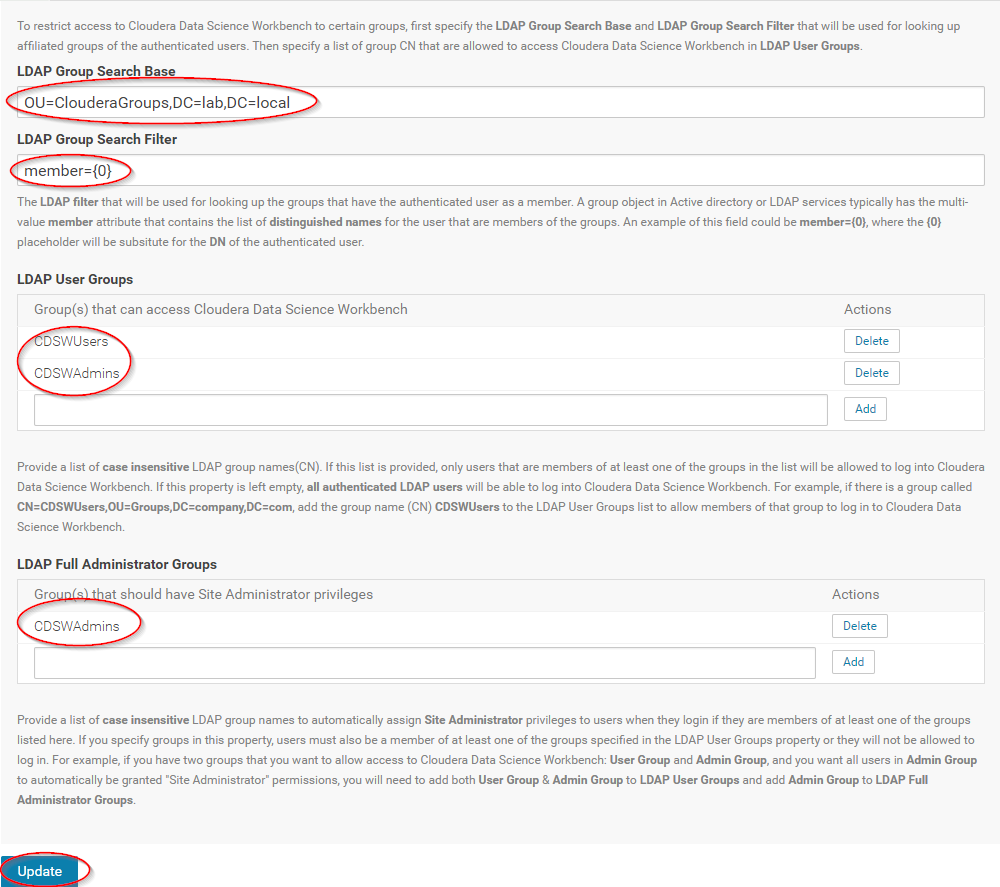 To restrict access to Cloudera Data Science Workbench to certain groups, first specify the LDAP Group Search Base and LDAP Group Search Filter that will be used for looking up
affiliated groups of the authenticated users. Then specify a list of group CN that are allowed to access Cloudera Data Science Workbench in LDAP User Groups.
LDAP Group Search Base
OU=ClouderaGroups,DC=lab,DC=local
LDAP Group Search Filter
member={0}
The LDAP filter that will be used for looking up the groups that have the authenticated user as a member. A group object in Active directory or LDAP services typically has the multi-
value member attribute that contains the list of distinguished names for the user that are members of the groups. An example of this field could be member={0}, where the {0}
placeholder will be subsitute for the DN of the authenticated user.
LDAP User Groups
Group(s) that can access Cloudera Data Science Workbench Actions
CDSWUsers Delete
CDSWAdmins Delete
Add
Provide a list of case insensitive LDAP group names(CN). If this list is provided, only users that are members of at least one of the groups in the list will be allowed to log into Cloudera
Data Science Workbench. If this property is left empty, all authenticated LDAP users will be able to log into Cloudera Data Science Workbench. For example, if there is a group called
CN=CDSWUsers,OU=Groups,DC=company,DC=com, add the group name (CN) CDSWUsers to the LDAP User Groups list to allow members of that group to log in to Cloudera Data
Science Workbench.
LDAP Full Administrator Groups
Group(s) that should have Site Administrator privileges Actions
CDSWAdmins Delete
Add
Provide a list of case insensitive LDAP group names to automatically assign Site Administrator privileges to users when they login if they are members of at least one of the groups
listed here. If you specify groups in this property, users must also be a member of at least one of the groups specified in the LDAP User Groups property or they will not be allowed to
log in. For example, if you have two groups that you want to allow access to Cloudera Data Science Workbench: User Group and Admin Group, and you want all users in Admin Group
to automatically be granted "Site Administrator" permissions, you will need to add both User Group & Admin Group to LDAP User Groups and add Admin Group to LDAP Full
Administrator Groups.
Update